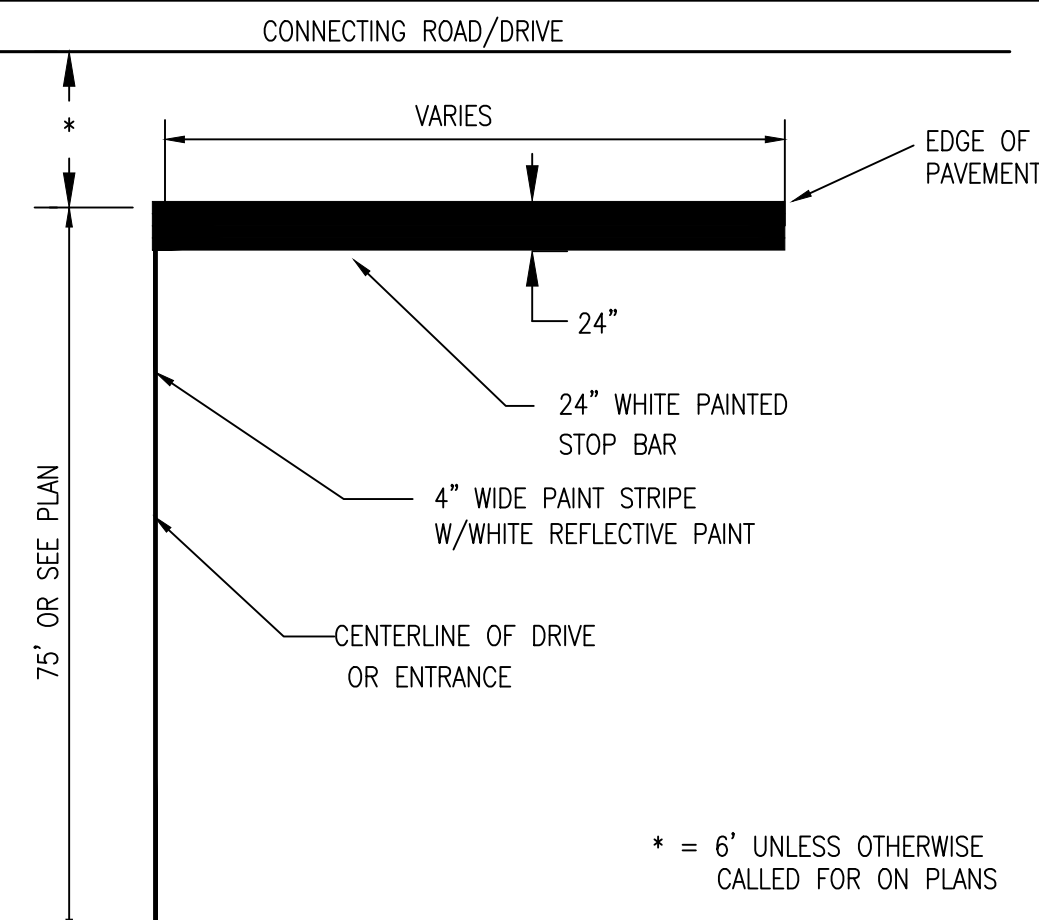 CONNECTING ROAD/DRIVE
*
VARIES
EDGE OF
PAVEMENT
24”
24” WHITE PAINTED
STOP BAR
4” WIDE PAINT STRIPE
W/WHITE REFLECTIVE PAINT
75’ OR SEE PLAN
CENTERLINE OF DRIVE
OR ENTRANCE
* = 6’ UNLESS OTHERWISE
CALLED FOR ON PLANS